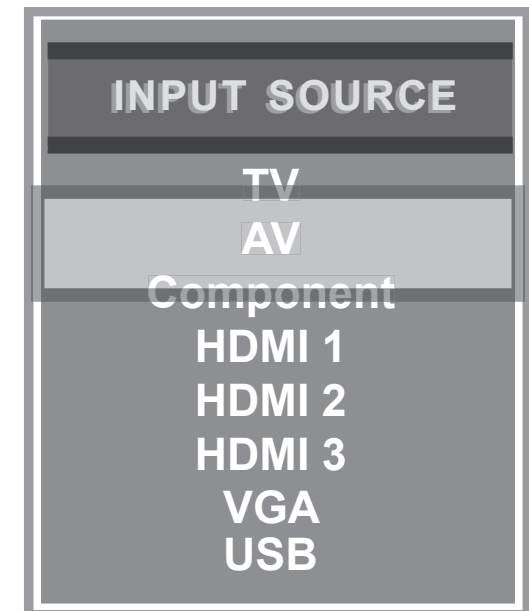 INPUT SOURCE
TV
AV
Component
HDMI 1
HDMI 2
HDMI 3
VGA
USB